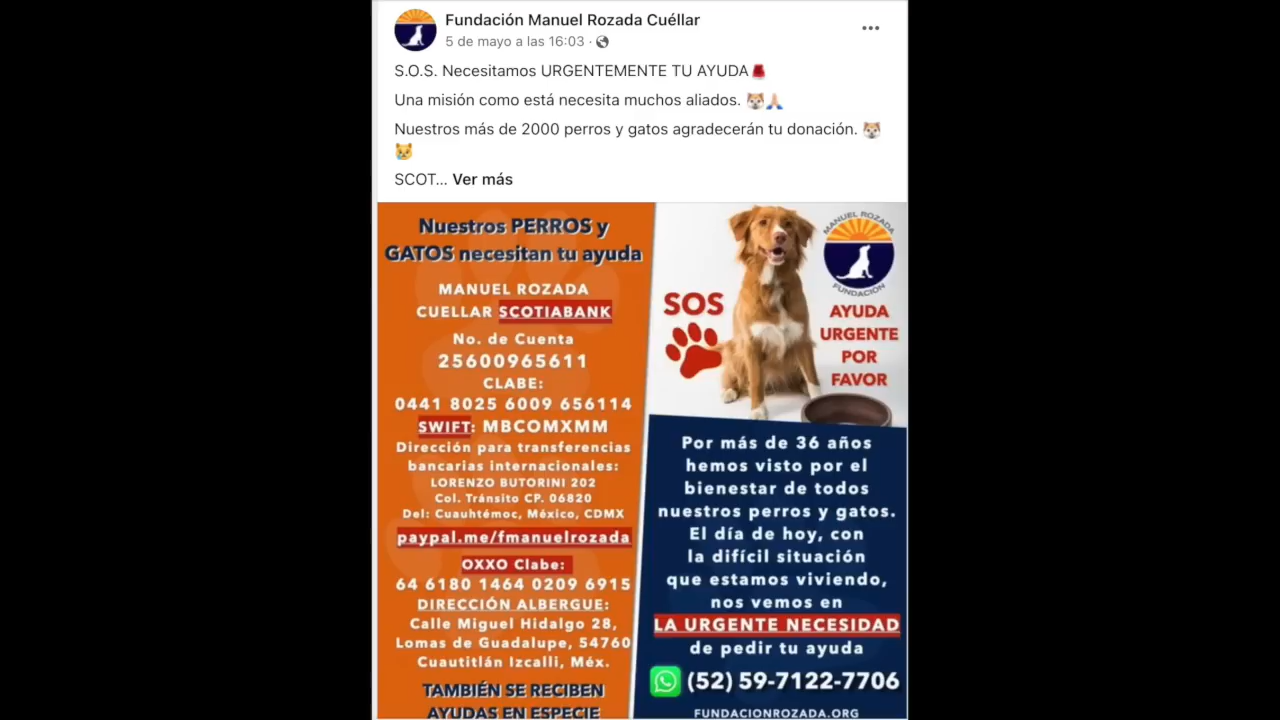 Fundación Manuel Rozada Cuéllar
5 de mayo a las 16:03 ·
S.O.S. Necesitamos URGENTEMENTE TU AYUDA
Una misión como está necesita muchos aliados.
Nuestros más de 2000 perros y gatos agradecerán tu donación.
SCOT... Ver más
Nuestros PERROS y
GATOS necesitan tu ayuda
MANUEL ROZADA
CUELLAR SCOTIABANK
No. de Cuenta
25600965611
CLABE:
0441 8025 6009 656114
SWIFT: MBCOMXMM
Dirección para transferencias
bancarias internacionales:
LORENZO BUTORINI 202
Col. Tránsito CP. 06820
Del: Cuauhtémoc, México, CDMX
paypal.me/fmanuelrozada
OXXO Clabe:
64 6180 1464 0209 6915
DIRECCIÓN ALBERGUE:
Calle Miguel Hidalgo 28,
Lomas de Guadalupe, 54760
Cuautitlán Izcalli, Méx.
TAMBIÉN SE RECIBEN
AYUDAS EN ESPECIE
MANUEL ROZADA
FUNDACIÓN
SOS
AYUDA
URGENTE
POR
FAVOR
Por más de 36 años
hemos visto por el
bienestar de todos
nuestros perros y gatos.
El día de hoy, con
la difícil situación
que estamos viviendo,
nos vemos en
LA URGENTE NECESIDAD
de pedir tu ayuda
(52) 59-7122-7706
FUNDACIONROZADA.ORG